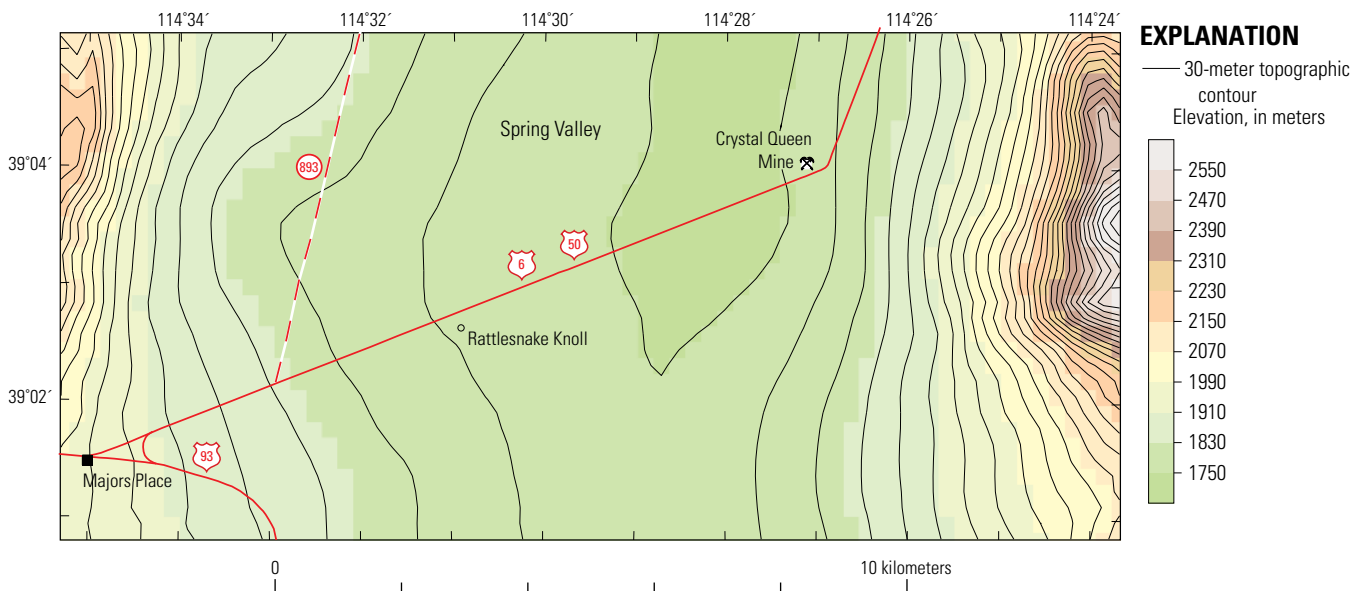 114°34´ 114°32´ 114°30´ 114°28´ 114°26´ 114°24´
39°04´
39°02´
Spring Valley
Crystal Queen
Mine
893
50
6
Rattlesnake Knoll
93
Majors Place
0 10 kilometers
EXPLANATION
30-meter topographic
contour
Elevation, in meters
2550
2470
2390
2310
2230
2150
2070
1990
1910
1830
1750